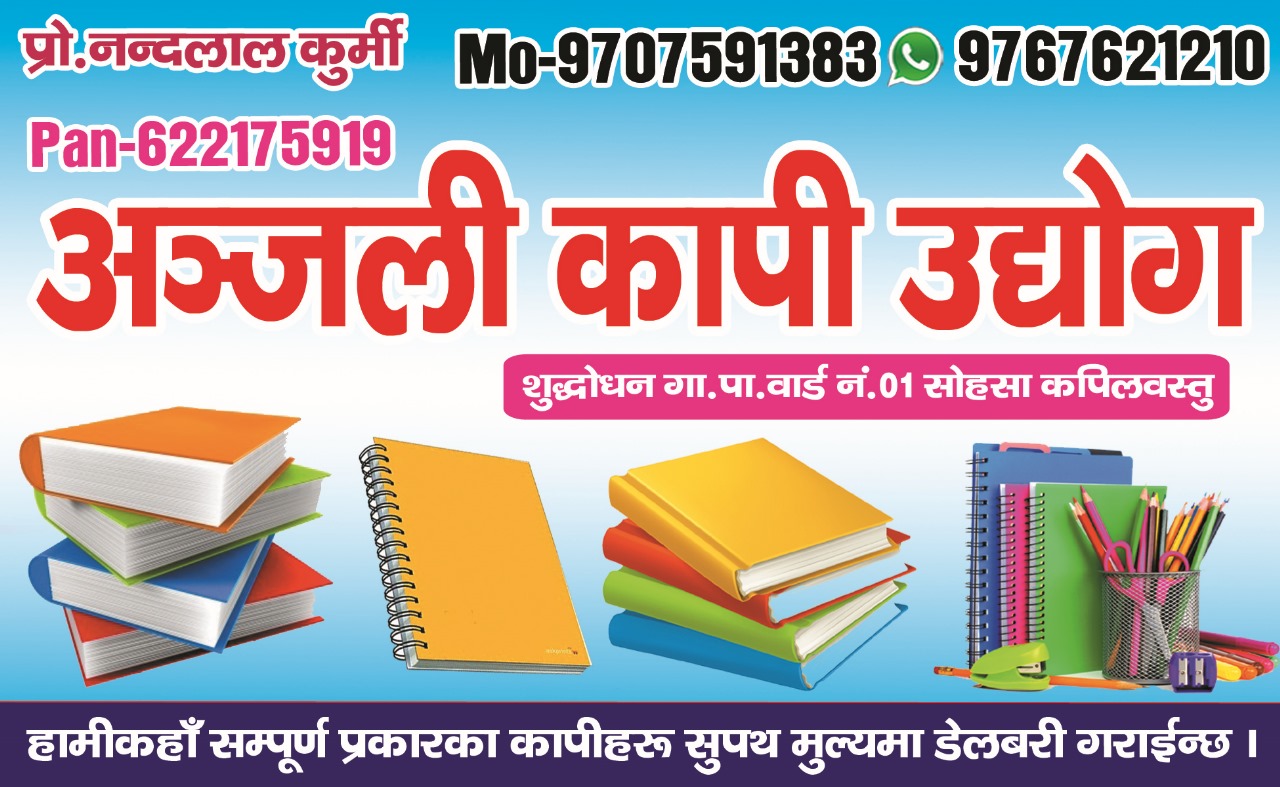 प्रो.नन्दलाल कुर्मी
Mo-9707591383 9767621210
Pan-622175919
अञ्जली कापी उद्योग
शुद्धोधन गा.पा.वार्ड नं.01 सोहसा कपिलवस्तु
हामीकहाँ सम्पूर्ण प्रकारका कापीहरू सुपथ मुल्यमा डेलबरी गराईन्छ ।